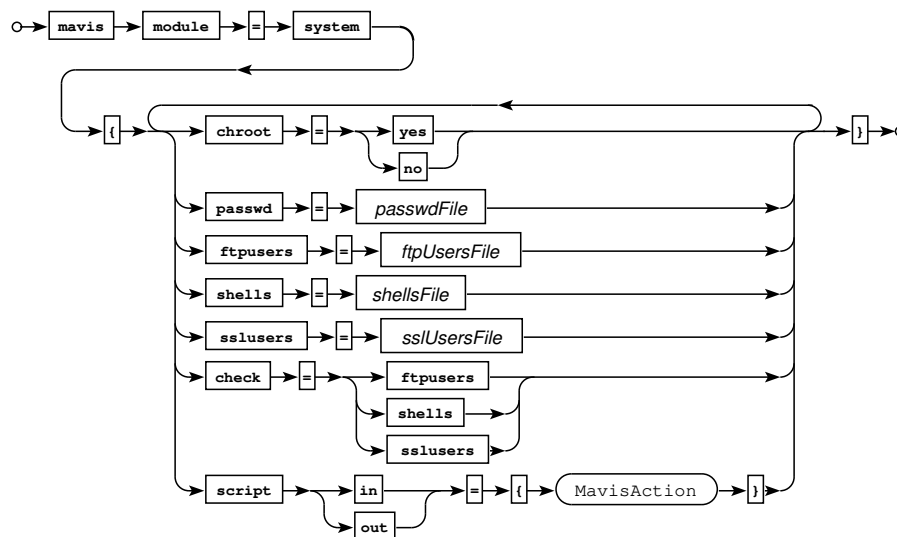 mavis module = system
{ chroot = yes }
no
passwd = passwdFile
ftpusers = ftpUsersFile
shells = shellsFile
sslusers = sslUsersFile
check = ftpusers
shells
sslusers
script in = { MavisAction }
out